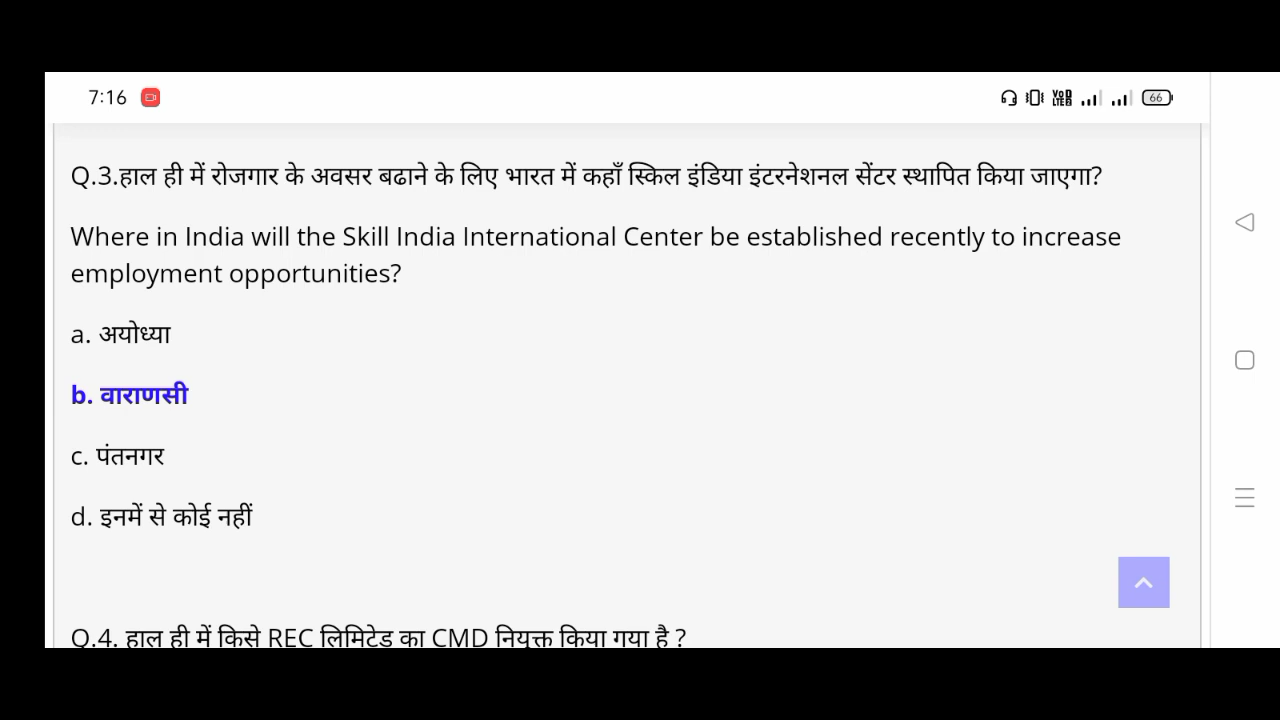 7:16
VoD LTE2 66
Q.3.हाल ही में रोजगार के अवसर बढाने के लिए भारत में कहाँ स्किल इंडिया इंटरनेशनल सेंटर स्थापित किया जाएगा?
Where in India will the Skill India International Center be established recently to increase
employment opportunities?
a. अयोध्या
b. वाराणसी
c. पंतनगर
d. इनमें से कोई नहीं
Q.4. हाल ही में किसे REC लिमिटेड का CMD नियुक्त किया गया है ?